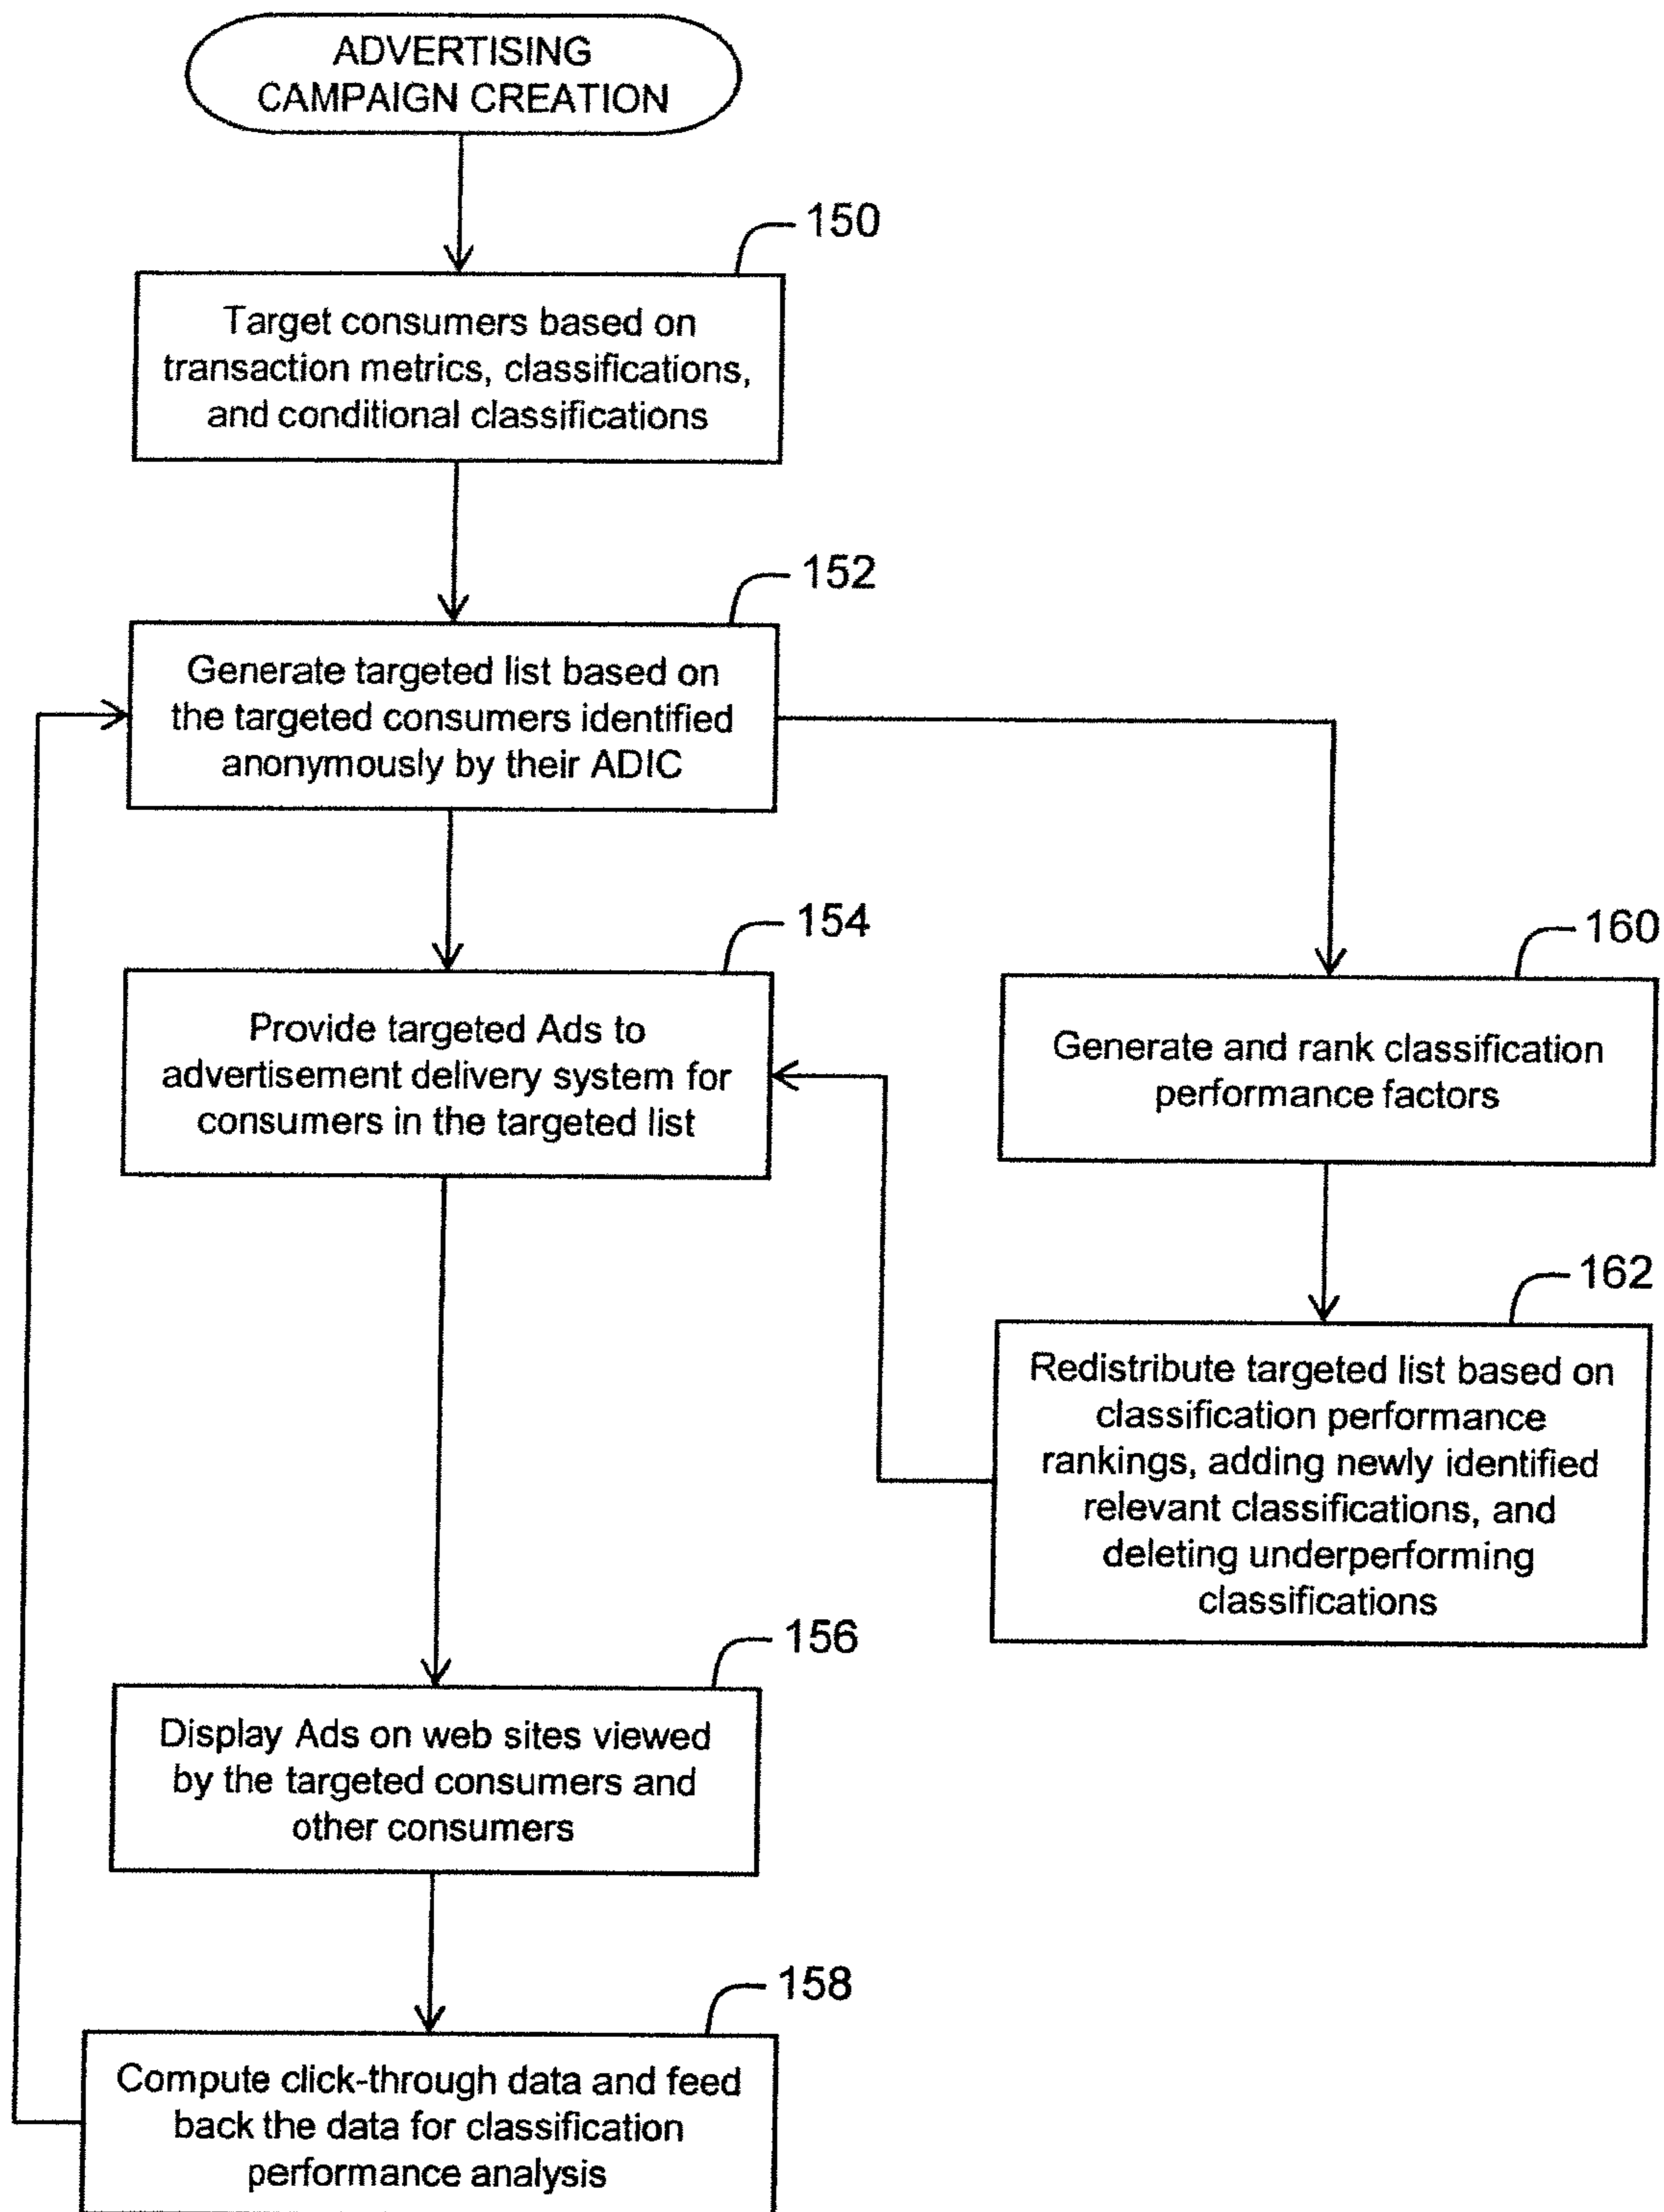 ADVERTISING
CAMPAIGN CREATION
150
Target consumers based on
transaction metrics, classifications,
and conditional classifications
152
Generate targeted list based on
the targeted consumers identified
anonymously by their ADIC
154
Provide targeted Ads to
advertisement delivery system for
consumers in the targeted list
160
Generate and rank classification
performance factors
162
Redistribute targeted list based on
classification performance
rankings, adding newly identified
relevant classifications, and
deleting underperforming
classifications
156
Display Ads on web sites viewed
by the targeted consumers and
other consumers
158
Compute click-through data and feed
back the data for classification
performance analysis